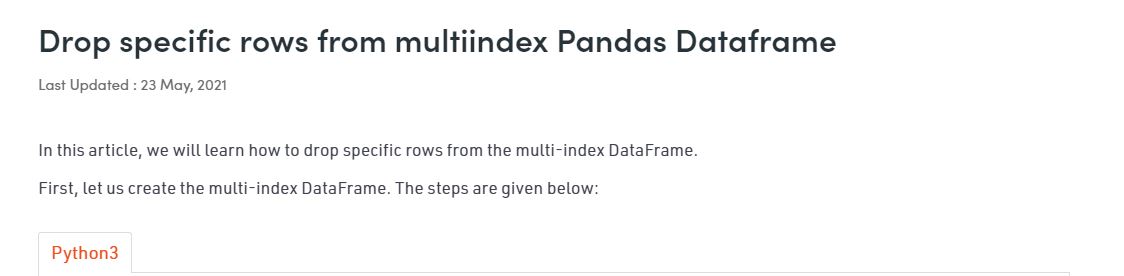 Drop specific rows from multiindex Pandas Dataframe
Last Updated : 23 May, 2021
In this article, we will learn how to drop specific rows from the multi-index DataFrame.
First, let us create the multi-index DataFrame. The steps are given below:
Python3